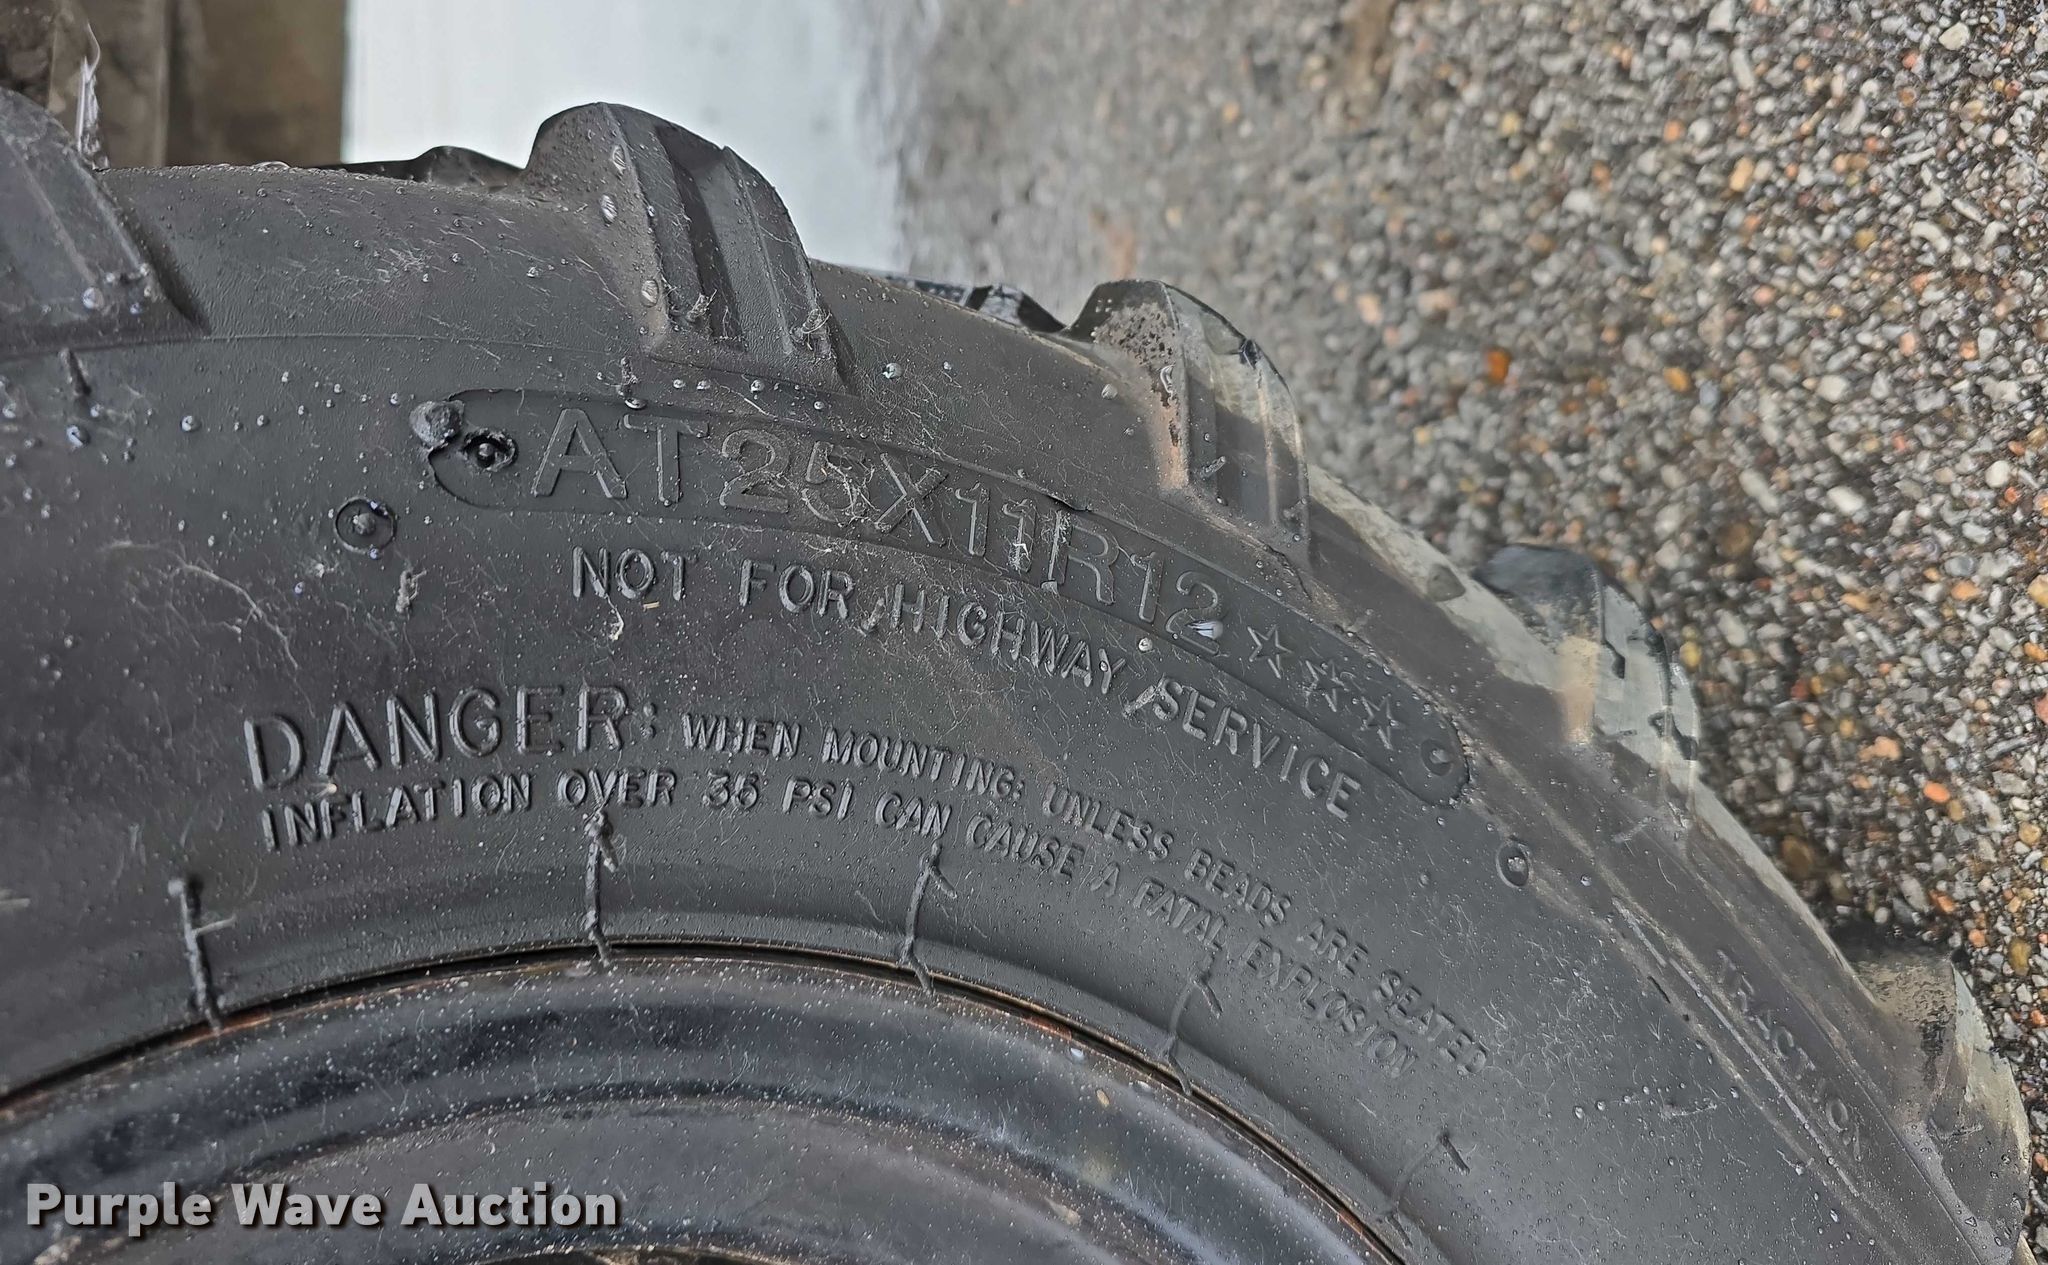 AT25X11R12 ☆☆☆
NOT FOR HIGHWAY SERVICE
DANGER: WHEN MOUNTING: UNLESS BEADS ARE SEATED
INFLATION OVER 35 PSI CAN CAUSE A FATAL EXPLOSION
TRACTION
Purple Wave Auction